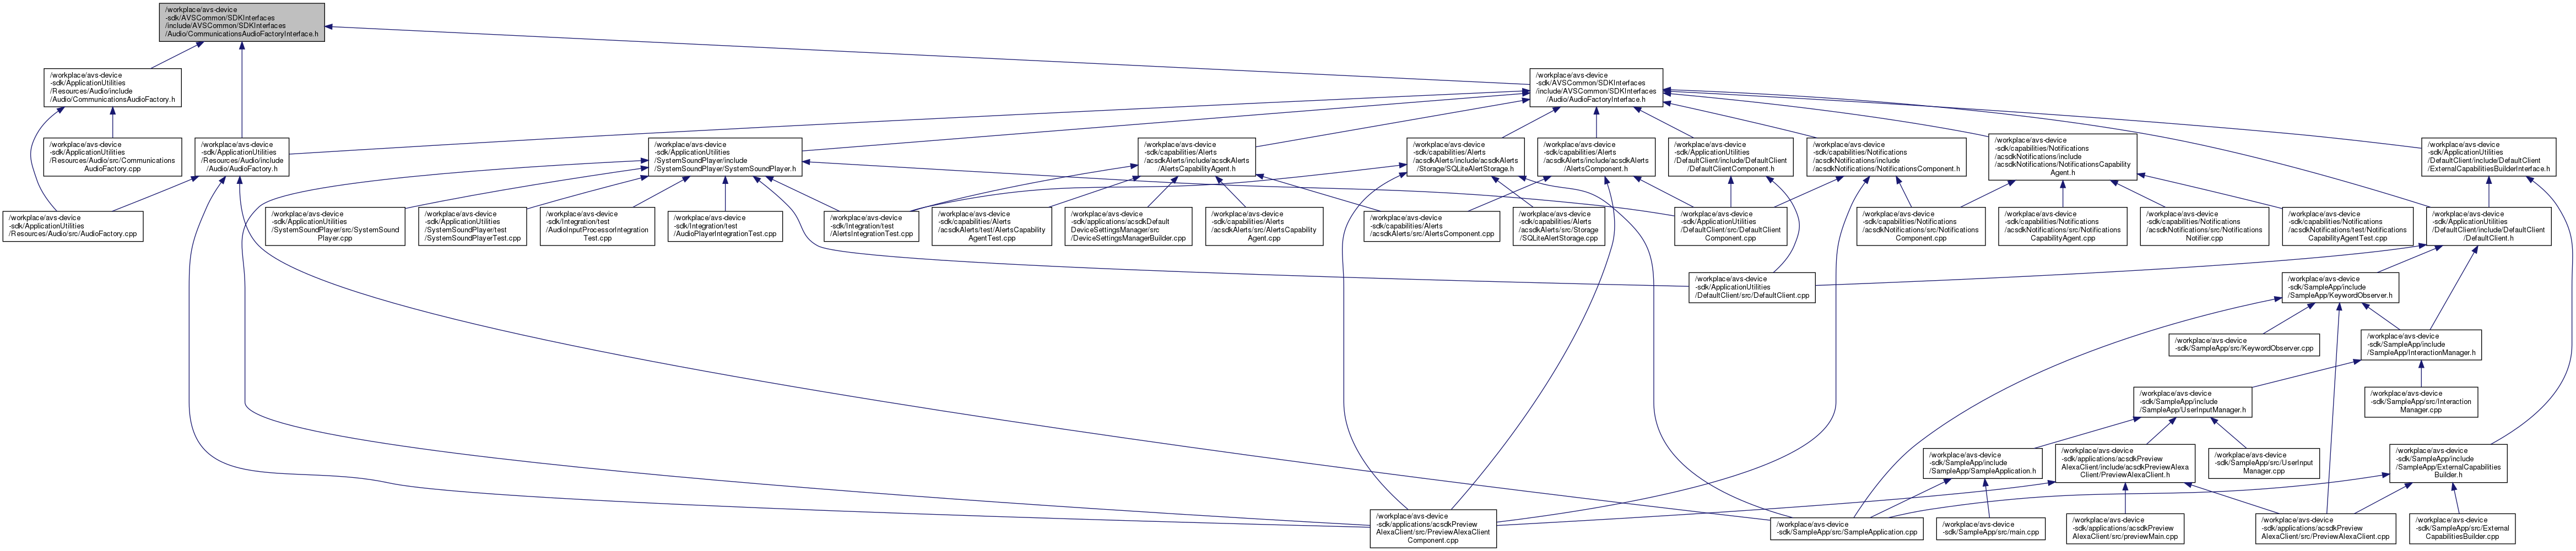 /workplace/avs-device
-sdk/AVSCommon/SDKInterfaces
/include/AVSCommon/SDKInterfaces
/Audio/CommunicationsAudioFactoryInterface.h
/workplace/avs-device
-sdk/ApplicationUtilities
/Resources/Audio/include
/Audio/CommunicationsAudioFactory.h
/workplace/avs-device
-sdk/AVSCommon/SDKInterfaces
/include/AVSCommon/SDKInterfaces
/Audio/AudioFactoryInterface.h
/workplace/avs-device
-sdk/ApplicationUtilities
/Resources/Audio/src/Communications
AudioFactory.cpp
/workplace/avs-device
-sdk/ApplicationUtilities
/Resources/Audio/include
/Audio/AudioFactory.h
/workplace/avs-device
-sdk/ApplicationUtilities
/SystemSoundPlayer/include
/SystemSoundPlayer/SystemSoundPlayer.h
/workplace/avs-device
-sdk/capabilities/Alerts
/acsdkAlerts/include/acsdkAlerts
/AlertsCapabilityAgent.h
/workplace/avs-device
-sdk/capabilities/Alerts
/acsdkAlerts/include/acsdkAlerts
/Storage/SQLiteAlertStorage.h
/workplace/avs-device
-sdk/capabilities/Alerts
/acsdkAlerts/include/acsdkAlerts
/AlertsComponent.h
/workplace/avs-device
-sdk/ApplicationUtilities
/DefaultClient/include/DefaultClient
/DefaultClientComponent.h
/workplace/avs-device
-sdk/capabilities/Notifications
/acsdkNotifications/include
/acsdkNotifications/NotificationsComponent.h
/workplace/avs-device
-sdk/capabilities/Notifications
/acsdkNotifications/include
/acsdkNotifications/NotificationsCapability
Agent.h
/workplace/avs-device
-sdk/ApplicationUtilities
/DefaultClient/include/DefaultClient
/ExternalCapabilitiesBuilderInterface.h
/workplace/avs-device
-sdk/ApplicationUtilities
/Resources/Audio/src/AudioFactory.cpp
/workplace/avs-device
-sdk/ApplicationUtilities
/SystemSoundPlayer/src/SystemSound
Player.cpp
/workplace/avs-device
-sdk/ApplicationUtilities
/SystemSoundPlayer/test
/SystemSoundPlayerTest.cpp
/workplace/avs-device
-sdk/Integration/test
/AudioInputProcessorIntegration
Test.cpp
/workplace/avs-device
-sdk/Integration/test
/AudioPlayerIntegrationTest.cpp
/workplace/avs-device
-sdk/Integration/test
/AlertsIntegrationTest.cpp
/workplace/avs-device
-sdk/capabilities/Alerts
/acsdkAlerts/test/AlertsCapability
AgentTest.cpp
/workplace/avs-device
-sdk/applications/acsdkDefault
DeviceSettingsManager/src
/DeviceSettingsManagerBuilder.cpp
/workplace/avs-device
-sdk/capabilities/Alerts
/acsdkAlerts/src/AlertsCapability
Agent.cpp
/workplace/avs-device
-sdk/capabilities/Alerts
/acsdkAlerts/src/AlertsComponent.cpp
/workplace/avs-device
-sdk/capabilities/Alerts
/acsdkAlerts/src/Storage
/SQLiteAlertStorage.cpp
/workplace/avs-device
-sdk/ApplicationUtilities
/DefaultClient/src/DefaultClient
Component.cpp
/workplace/avs-device
-sdk/capabilities/Notifications
/acsdkNotifications/src/Notifications
Component.cpp
/workplace/avs-device
-sdk/capabilities/Notifications
/acsdkNotifications/src/Notifications
CapabilityAgent.cpp
/workplace/avs-device
-sdk/capabilities/Notifications
/acsdkNotifications/src/Notifications
Notifier.cpp
/workplace/avs-device
-sdk/capabilities/Notifications
/acsdkNotifications/test/Notifications
CapabilityAgentTest.cpp
/workplace/avs-device
-sdk/ApplicationUtilities
/DefaultClient/include/DefaultClient
/DefaultClient.h
/workplace/avs-device
-sdk/ApplicationUtilities
/DefaultClient/src/DefaultClient.cpp
/workplace/avs-device
-sdk/SampleApp/include
/SampleApp/KeywordObserver.h
/workplace/avs-device
-sdk/SampleApp/src/KeywordObserver.cpp
/workplace/avs-device
-sdk/SampleApp/include
/SampleApp/InteractionManager.h
/workplace/avs-device
-sdk/SampleApp/include
/SampleApp/UserInputManager.h
/workplace/avs-device
-sdk/SampleApp/src/Interaction
Manager.cpp
/workplace/avs-device
-sdk/SampleApp/include
/SampleApp/SampleApplication.h
/workplace/avs-device
-sdk/applications/acsdkPreview
AlexaClient/include/acsdkPreviewAlexa
Client/PreviewAlexaClient.h
/workplace/avs-device
-sdk/SampleApp/src/UserInput
Manager.cpp
/workplace/avs-device
-sdk/SampleApp/include
/SampleApp/ExternalCapabilities
Builder.h
/workplace/avs-device
-sdk/applications/acsdkPreview
AlexaClient/src/PreviewAlexaClient
Component.cpp
/workplace/avs-device
-sdk/SampleApp/src/SampleApplication.cpp
/workplace/avs-device
-sdk/SampleApp/src/main.cpp
/workplace/avs-device
-sdk/applications/acsdkPreview
AlexaClient/src/previewMain.cpp
/workplace/avs-device
-sdk/applications/acsdkPreview
AlexaClient/src/PreviewAlexaClient.cpp
/workplace/avs-device
-sdk/SampleApp/src/External
CapabilitiesBuilder.cpp